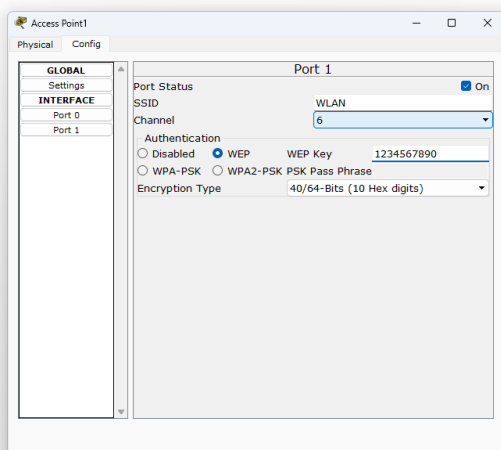 Access Point1
Physical Config
GLOBAL
Settings
INTERFACE
Port 0
Port 1
Port 1
Port Status On
SSID WLAN
Channel 6
Authentication
Disabled WEP WEP Key 1234567890
WPA-PSK WPA2-PSK PSK Pass Phrase
Encryption Type 40/64-Bits (10 Hex digits)